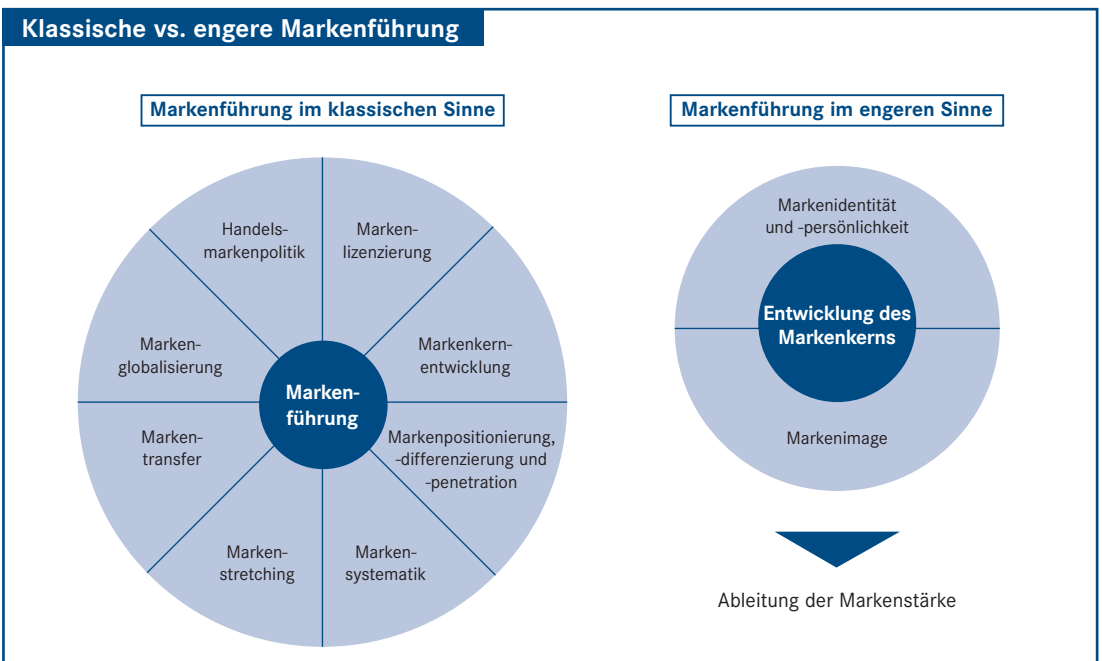 Klassische vs. engere Markenführung
Markenführung im klassischen Sinne
Handels-
markenpolitik
Marken-
lizenzierung
Marken-
globalisierung
Markenkern-
entwicklung
Marken-
führung
Marken-
transfer
Markenpositionierung,
-differenzierung und
-penetration
Marken-
stretching
Marken-
systematik
Markenführung im engeren Sinne
Markenidentität
und -persönlichkeit
Entwicklung des
Markenkerns
Markenimage
Ableitung der Markenstärke